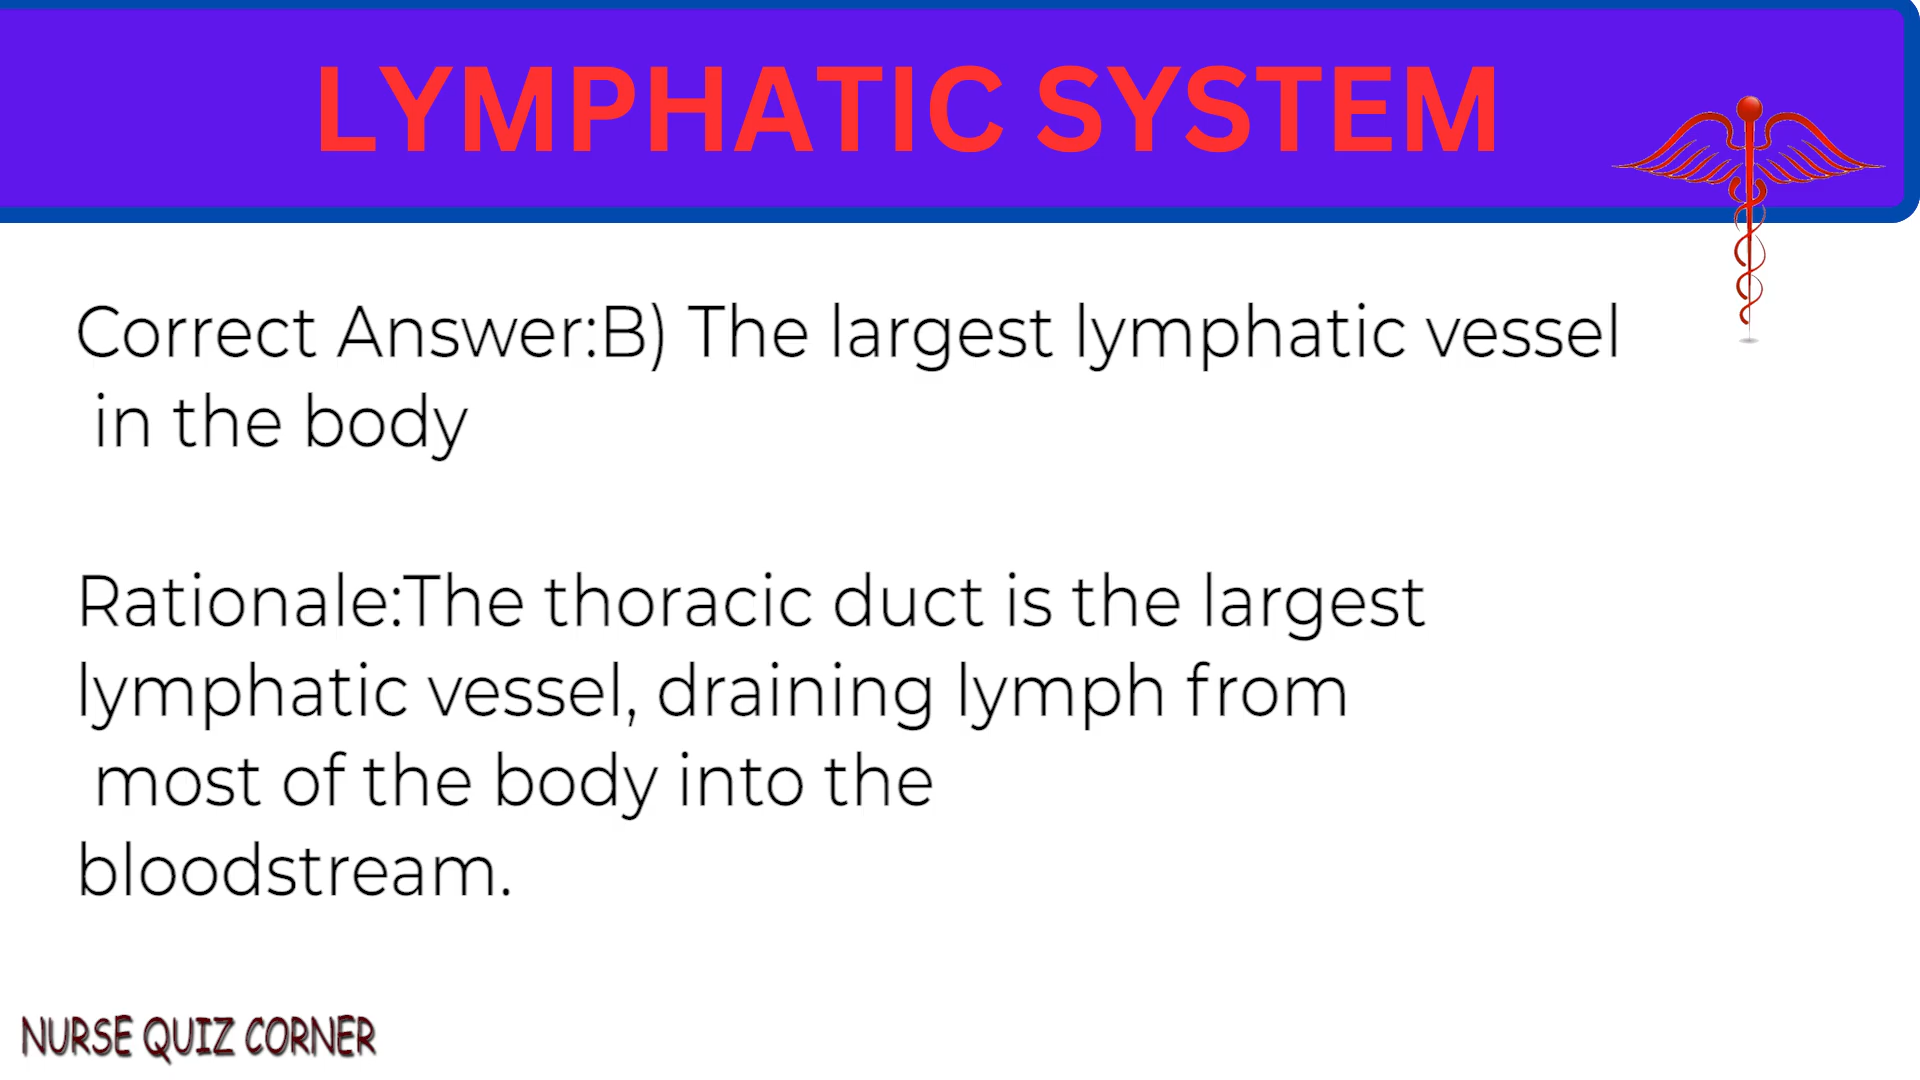 LYMPHATIC SYSTEM
Correct Answer:B) The largest lymphatic vessel
in the body
Rationale:The thoracic duct is the largest
lymphatic vessel, draining lymph from
most of the body into the
bloodstream.
NURSE QUIZ CORNER